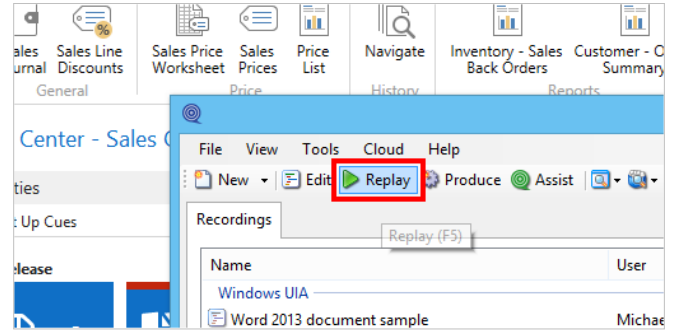 ales Sales Line Sales Price Sales Price Navigate Inventory - Sales Customer - O
urnal Discounts Worksheet Prices List Back Orders Summary
General Price History Reports
Center - Sales
File View Tools Cloud Help
ties
New Edit Replay Produce Assist
: Up Cues
Recordings
Replay (F5)
elease
Name User
Windows UIA
Word 2013 document sample Michae